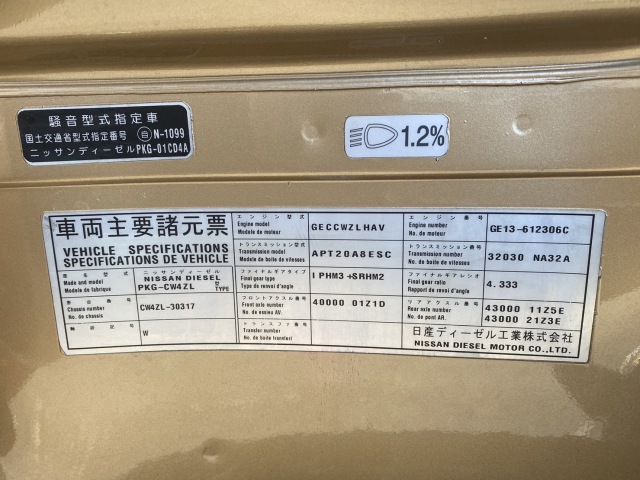 騒音型式指定車
国土交通省型式指定番号 自 N-1099
ニッサンディーゼル PKG-01CD4A
1.2%
車両主要諸元票
VEHICLE SPECIFICATIONS
SPECIFICATIONS DE VEHICLE
車名型式
Make and model
Modele de fabrique
ニッサンディーゼル
NISSAN DIESEL
PKG-CW4ZL 型
TYPE
車台番号
Chassis number
No. de chassis
CW4ZL-30317
W
エンジン型式
Engine model
Modele de moteur
GECCWZLHAV
トランスミッション型式
Transmission model
Modele de boite de vitesses
APT20A8ESC
ファイナルギアタイプ
Final gear type
Type de renvoi d'angle
IPHM3+SRHM2
フロントアクスル番号
Front axle number
No. de essieu AV.
40000 01Z1D
トランスファ番号
Transfer number
No de boite transferl
エンジン番号
Engine number
No. de moteur
GE13-612306C
トランスミッション番号
Transmission number
No. de boite de vitesses
32030 NA32A
ファイナルギアレシオ
Final gear ratio
Rapport de renvoi d'angle
4.333
リアアクスル番号
Rear axle number
No. de pont AR.
43000 11Z5E
43000 21Z3E
日産ディーゼル工業株式会社
NISSAN DIESEL MOTOR CO.,LTD.